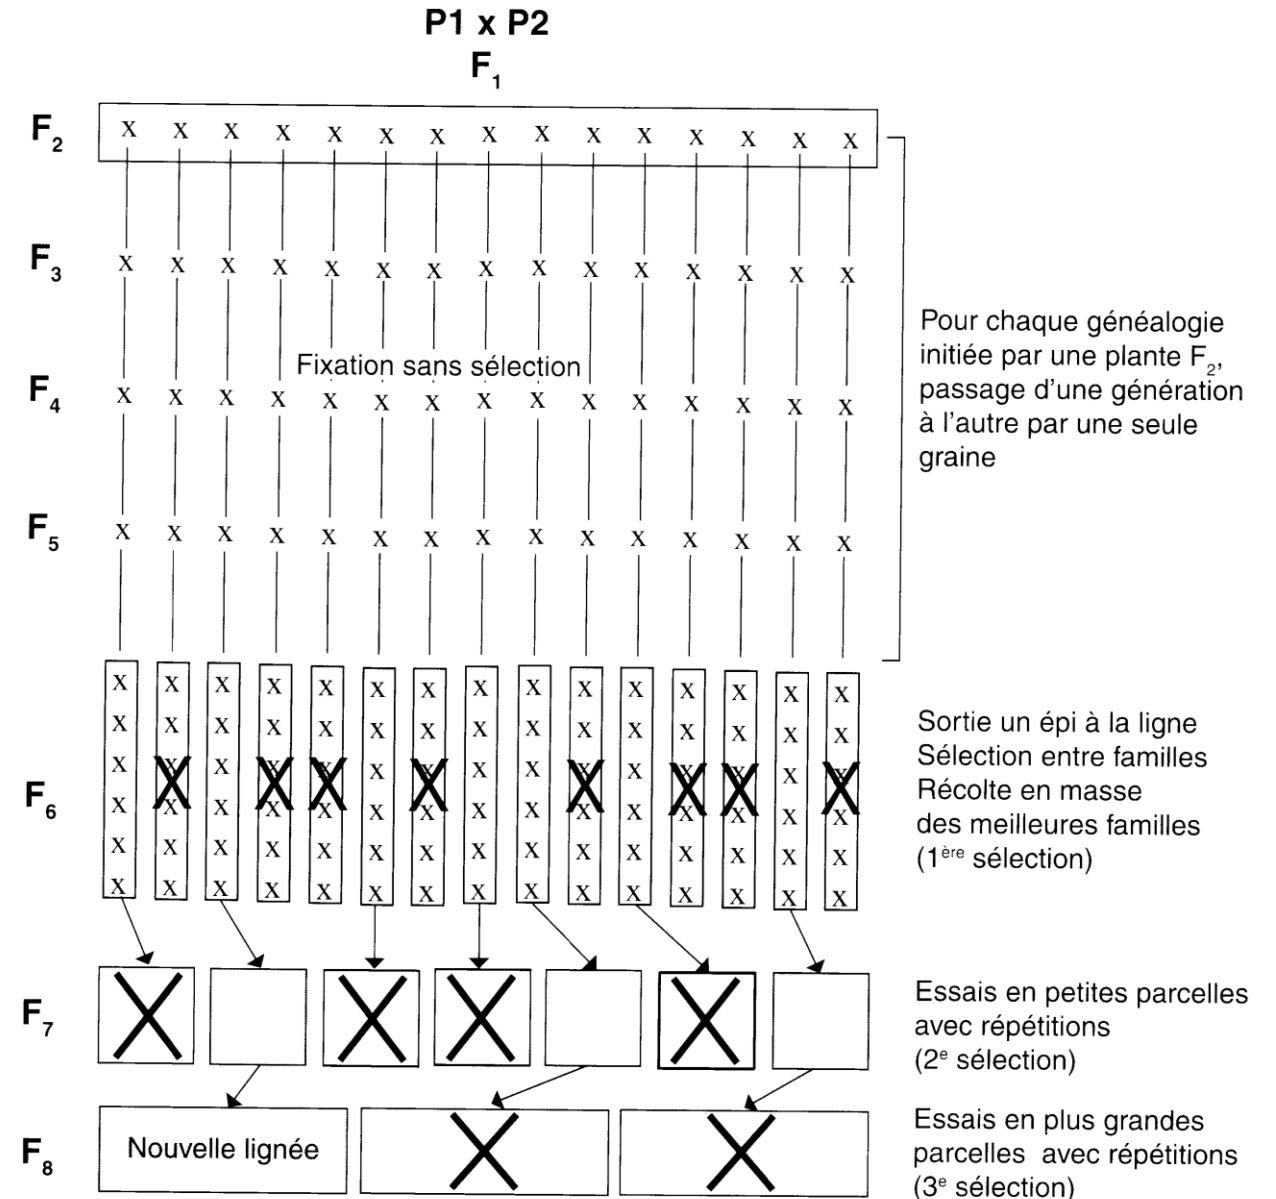 P1 x P2
F1
F2
x x x x x x x x x x x x x x x
F3
x x x x x x x x x x x x x x x
Fixation sans sélection
F4
x x x x x x x x x x x x x x x
F5
x x x x x x x x x x x x x x x
Pour chaque généalogie
initiée par une plante F2,
passage d'une génération
à l'autre par une seule
graine
x x x x x x x x x x x x x x x
x x x x x x x x x x x x x x x
x x x x x x x x x x x x x x x
F6
x x x x x x x x x x x x x x x
x x x x x x x x x x x x x x x
x x x x x x x x x x x x x x x
Sortie un épi à la ligne
Sélection entre familles
Récolte en masse
des meilleures familles
(1ère sélection)
F7
Essais en petites parcelles
avec répétitions
(2e sélection)
F8
Nouvelle lignée
Essais en plus grandes
parcelles avec répétitions
(3e sélection)